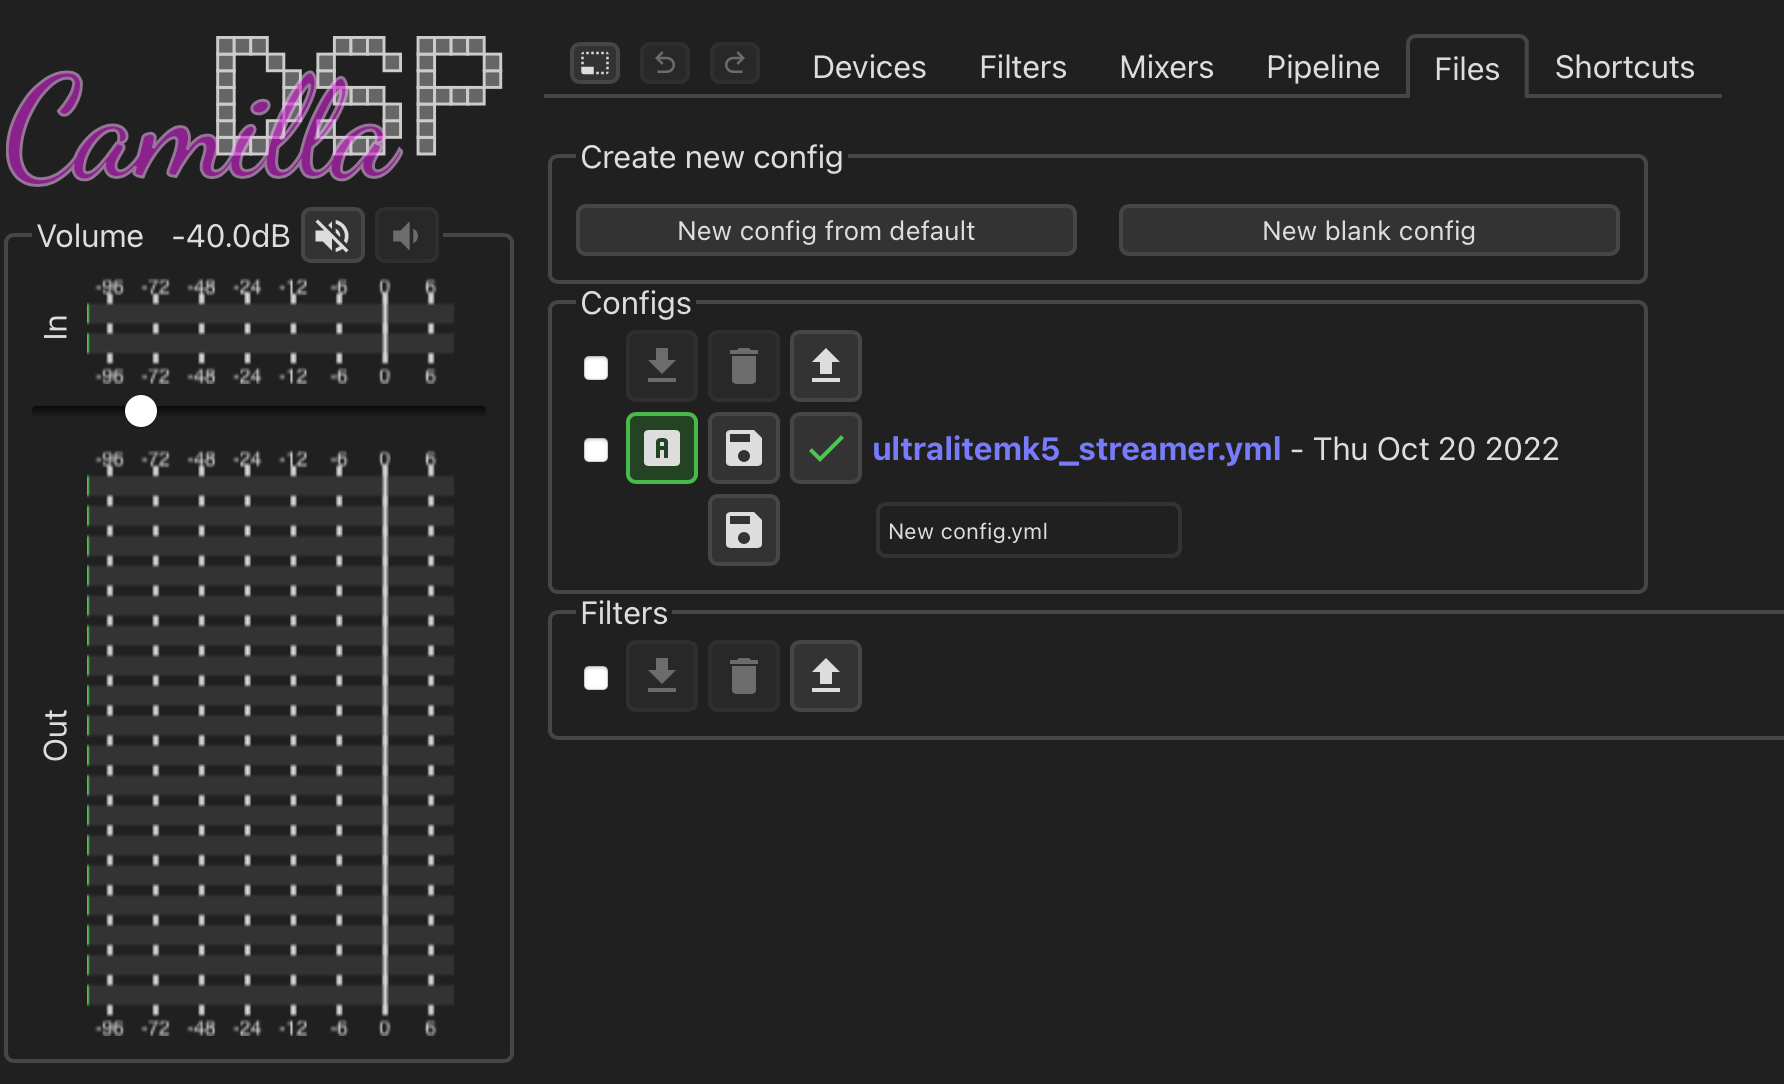 Camilla DSP
Devices Filters Mixers Pipeline Files Shortcuts
Volume -40.0dB
-96 -72 -48 -24 -12 -6 0 6
In
-96 -72 -48 -24 -12 -6 0 6
-96 -72 -48 -24 -12 -6 0 6
Out
-96 -72 -48 -24 -12 -6 0 6
Create new config
New config from default
New blank config
Configs
A
ultralitemk5_streamer.yml - Thu Oct 20 2022
New config.yml
Filters